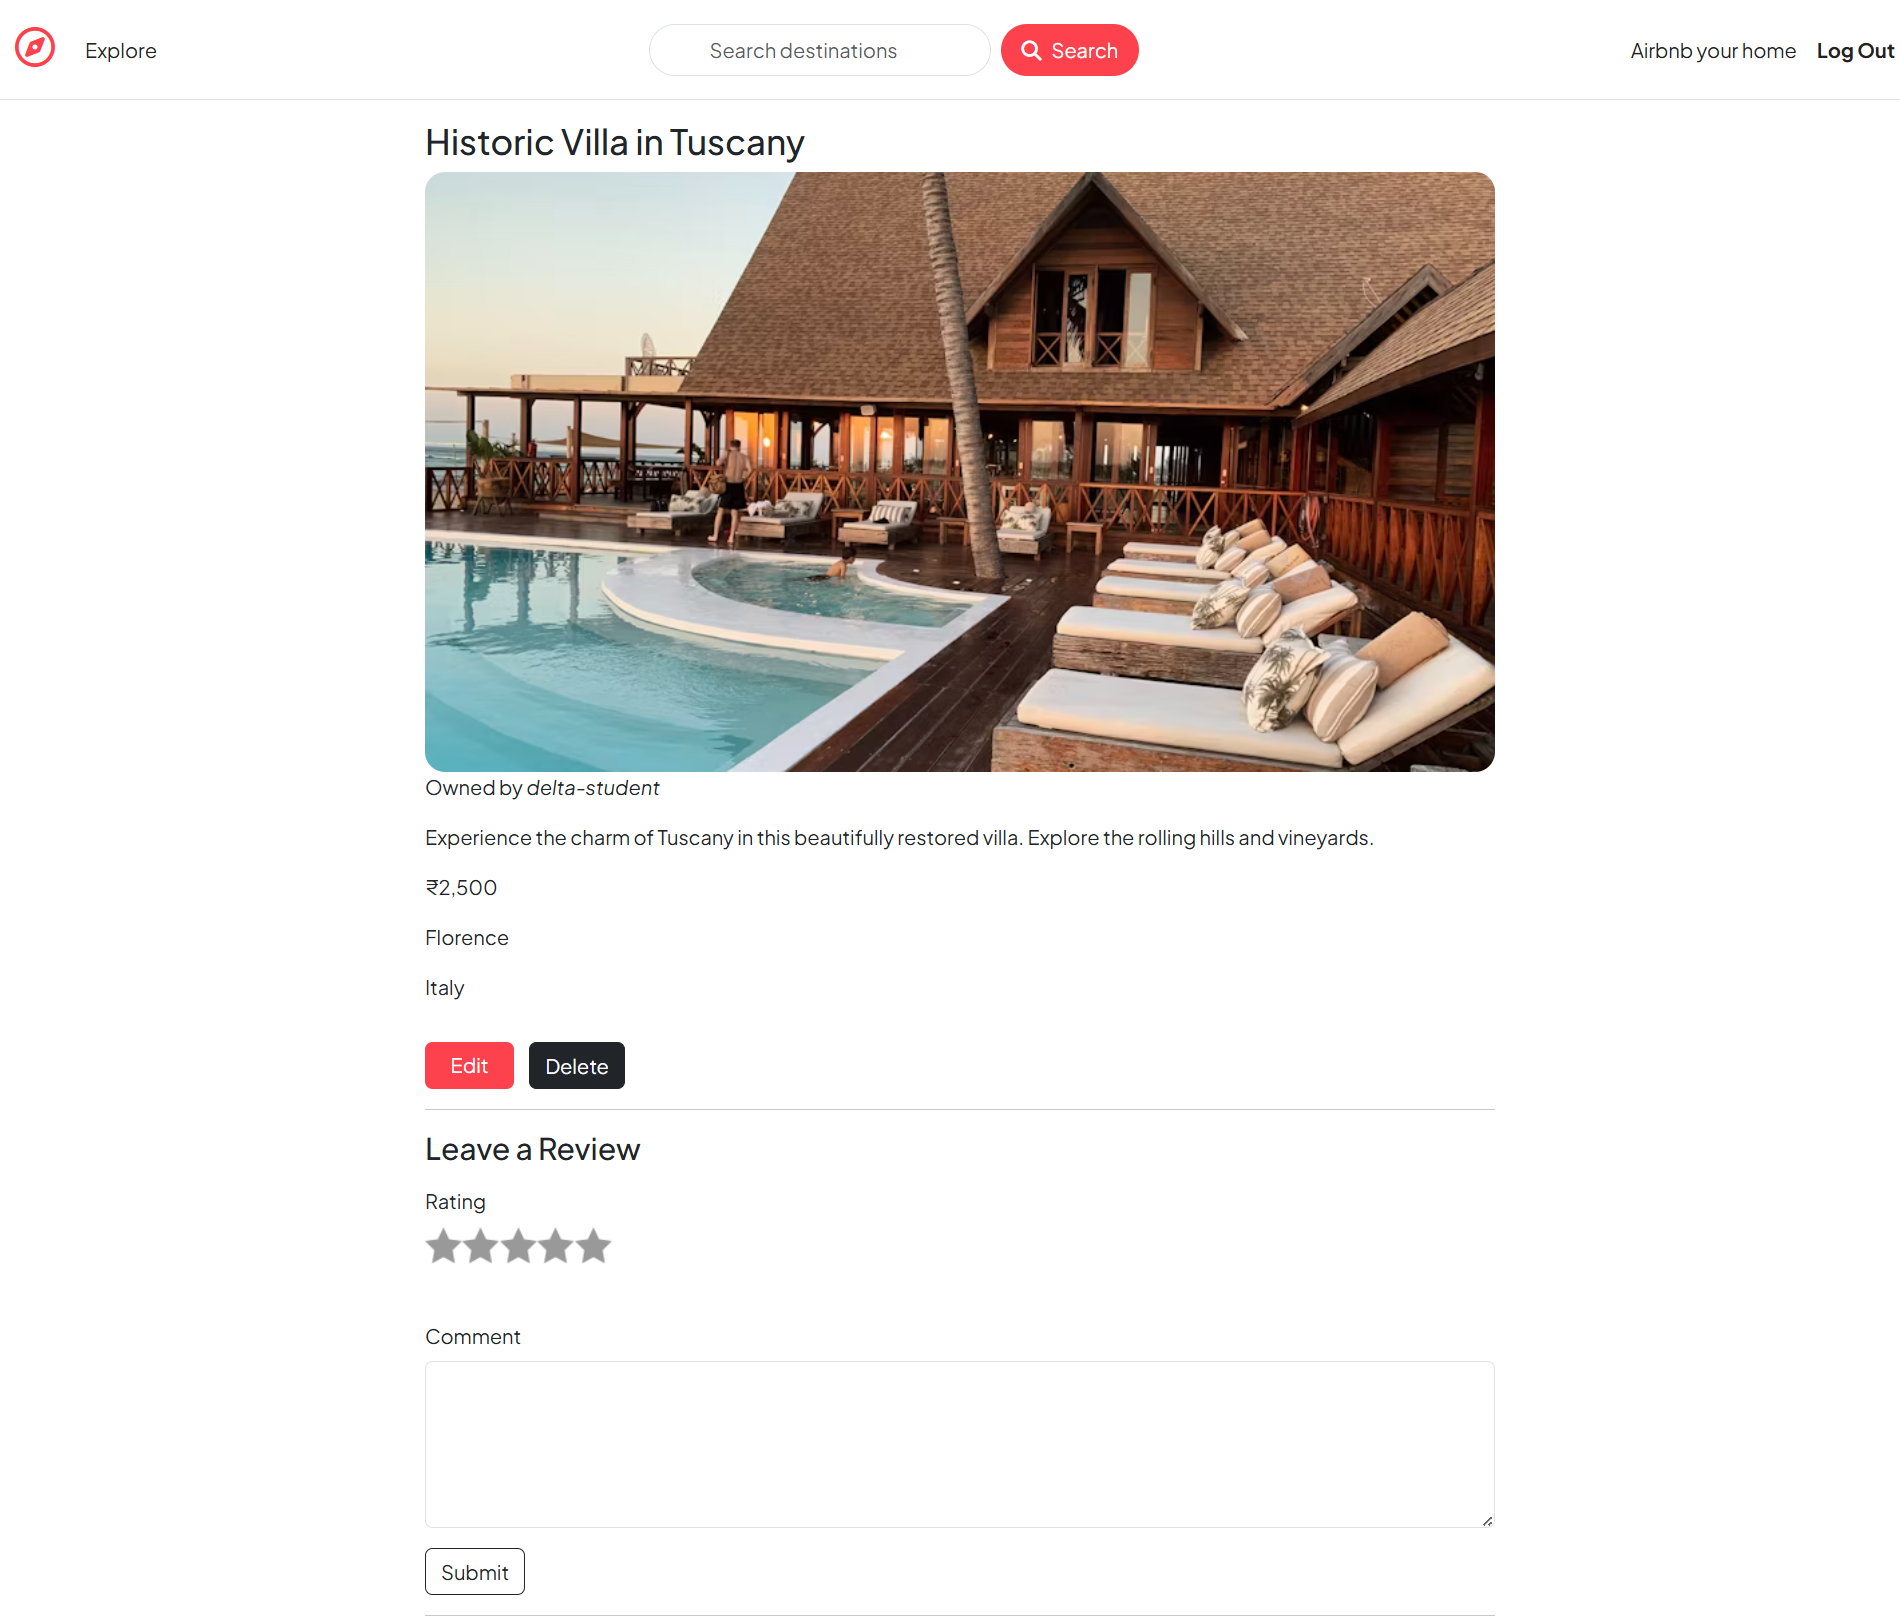 Explore
Search destinations
Search
Airbnb your home
Log Out
Historic Villa in Tuscany
Owned by delta-student
Experience the charm of Tuscany in this beautifully restored villa. Explore the rolling hills and vineyards.
₹2,500
Florence
Italy
Edit
Delete
Leave a Review
Rating
Comment
Submit